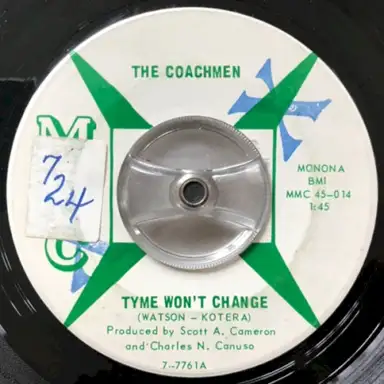 THE COACHMEN
M
C
7
24
MONONA
BMI
MMC 45-014
1:45
TYME WON'T CHANGE
(WATSON - KOTERA)
Produced by Scott A. Cameron
and Charles N. Canuso
7-7761A